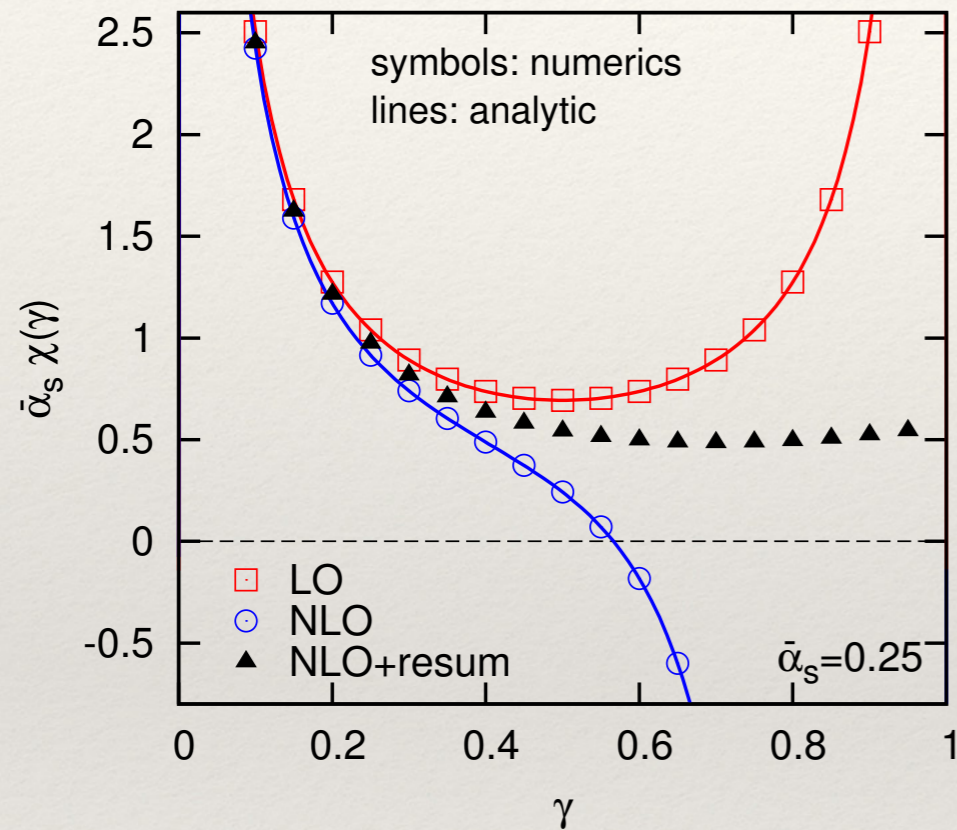 symbols: numerics
lines: analytic
2.5
2
1.5
1
0.5
0
-0.5
ᾱₛ χ(γ)
LO
NLO
NLO+resum
ᾱₛ=0.25
0
0.2
0.4
0.6
0.8
1
γ